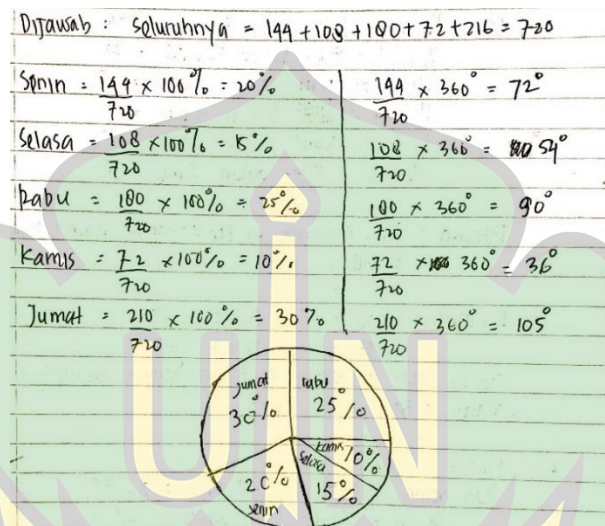 Dijawab : Seluruhnya = 144 + 108 + 180 + 72 + 216 = 720
Senin = 144/720 × 100% = 20%
144/720 × 360° = 72°
Selasa = 108/720 × 100% = 15%
108/720 × 360° = 54°
Rabu = 180/720 × 100% = 25%
180/720 × 360° = 90°
Kamis = 72/720 × 100% = 10%
72/720 × 360° = 36°
Jumat = 210/720 × 100% = 30%
210/720 × 360° = 105°
jumat rabu
30% 25%
kamis 10%
Selasa
20% 15%
senin
UIN